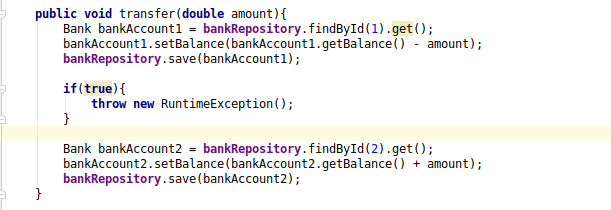 public void transfer(double amount){
Bank bankAccount1 = bankRepository.findById(1).get();
bankAccount1.setBalance(bankAccount1.getBalance() - amount);
bankRepository.save(bankAccount1);
if(true){
throw new RuntimeException();
}
Bank bankAccount2 = bankRepository.findById(2).get();
bankAccount2.setBalance(bankAccount2.getBalance() + amount);
bankRepository.save(bankAccount2);
}